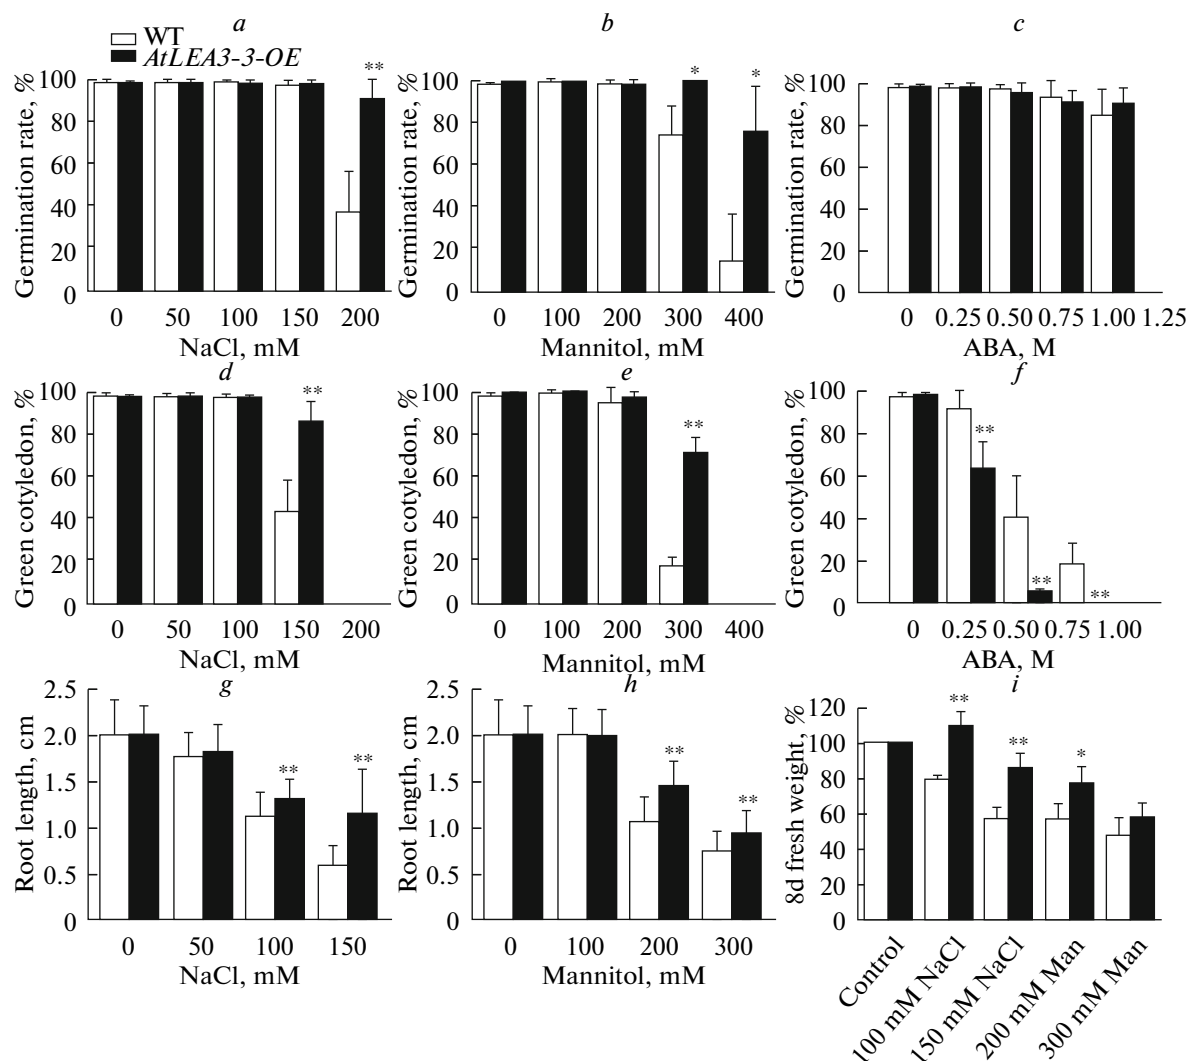 a
WT
AtLEA3-3-OE
Germination rate, %
100
80
60
40
20
0
**
0 50 100 150 200
NaCl, mM
b
Germination rate, %
100
80
60
40
20
0
* *
0 100 200 300 400
Mannitol, mM
c
Germination rate, %
100
80
60
40
20
0
0 0.25 0.50 0.75 1.00 1.25
ABA, M
d
Green cotyledon, %
100
80
60
40
20
0
**
0 50 100 150 200
NaCl, mM
e
Green cotyledon, %
100
80
60
40
20
0
**
0 100 200 300 400
Mannitol, mM
f
Green cotyledon, %
100
80
60
40
20
0
**
**
**
0 0.25 0.50 0.75 1.00
ABA, M
g
Root length, cm
2.5
2.0
1.5
1.0
0.5
0
** **
0 50 100 150
NaCl, mM
h
Root length, cm
2.5
2.0
1.5
1.0
0.5
0
**
**
0 100 200 300
Mannitol, mM
i
8d fresh weight, %
120
100
80
60
40
20
0
**
**
*
Control
100 mM NaCl
150 mM NaCl
200 mM Man
300 mM Man